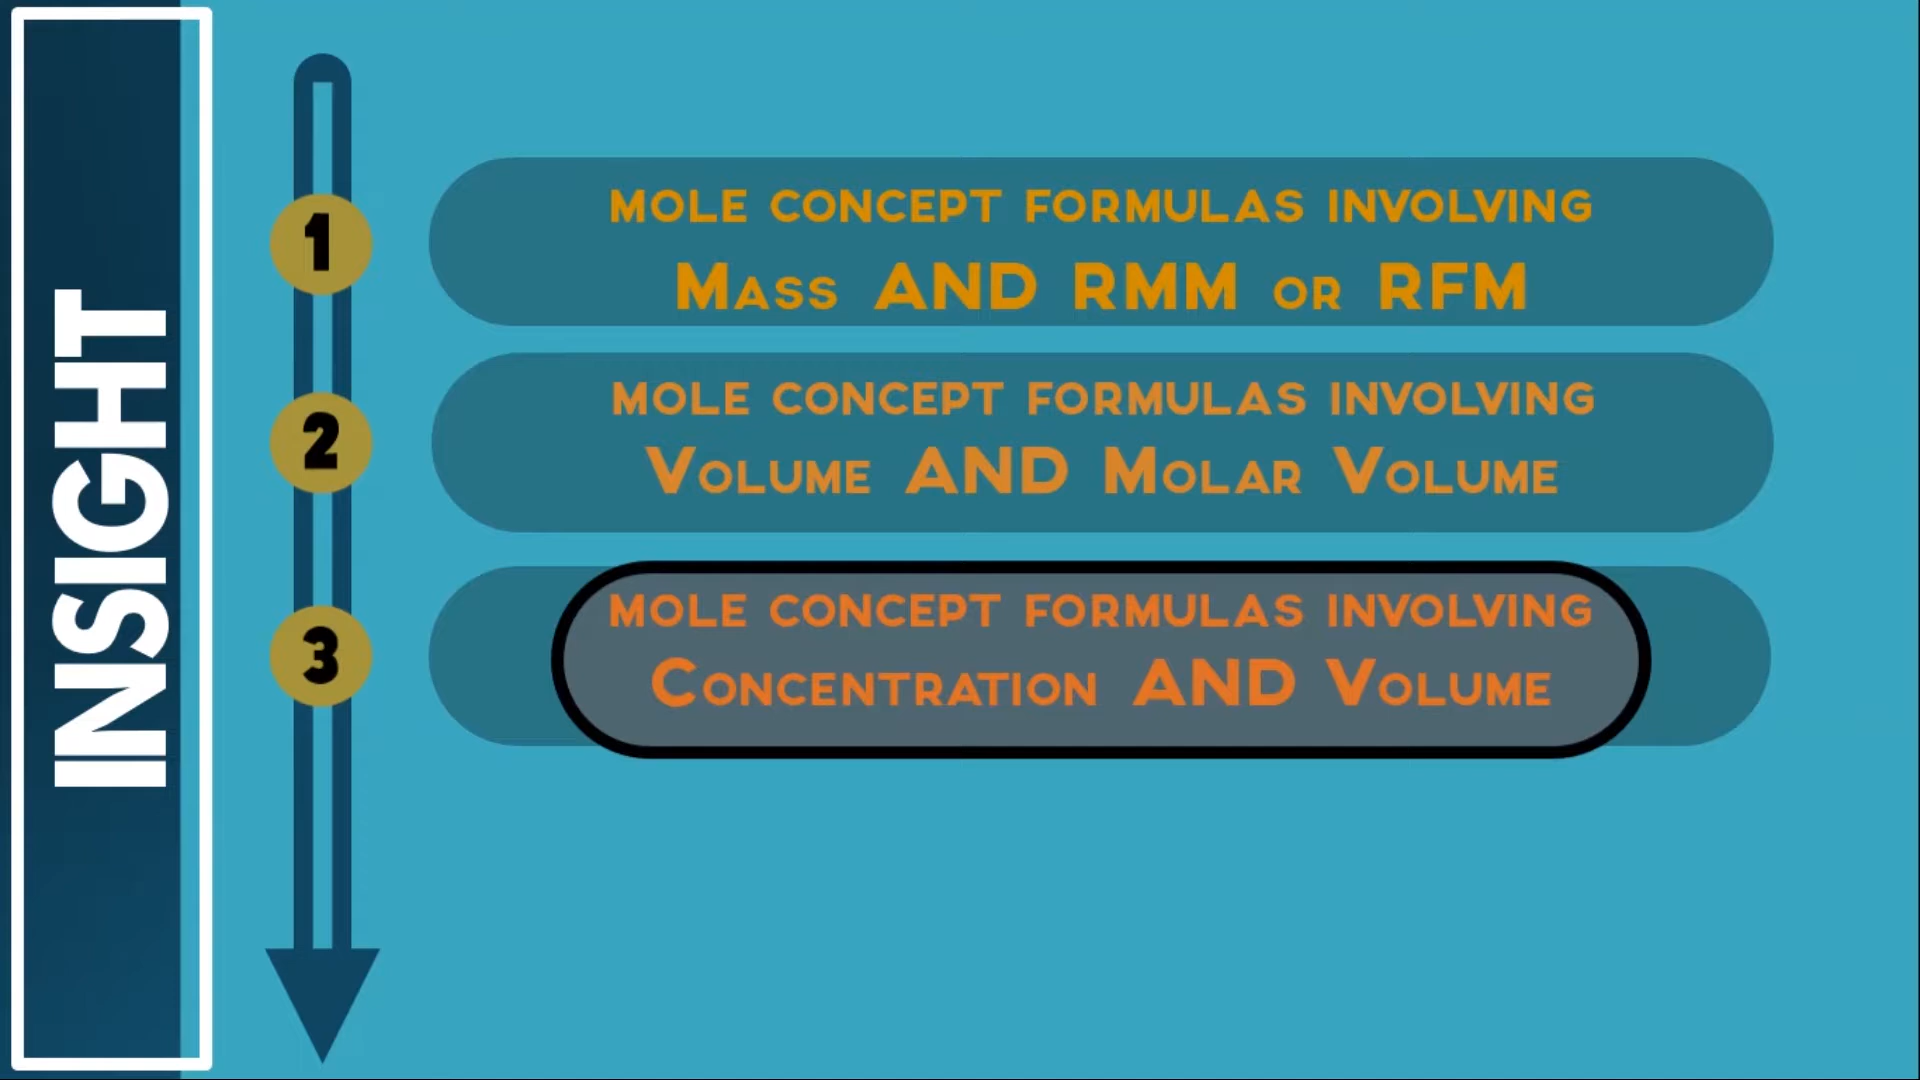 INSIGHT
1
MOLE CONCEPT FORMULAS INVOLVING
MASS AND RMM OR RFM
2
MOLE CONCEPT FORMULAS INVOLVING
VOLUME AND MOLAR VOLUME
3
MOLE CONCEPT FORMULAS INVOLVING
CONCENTRATION AND VOLUME